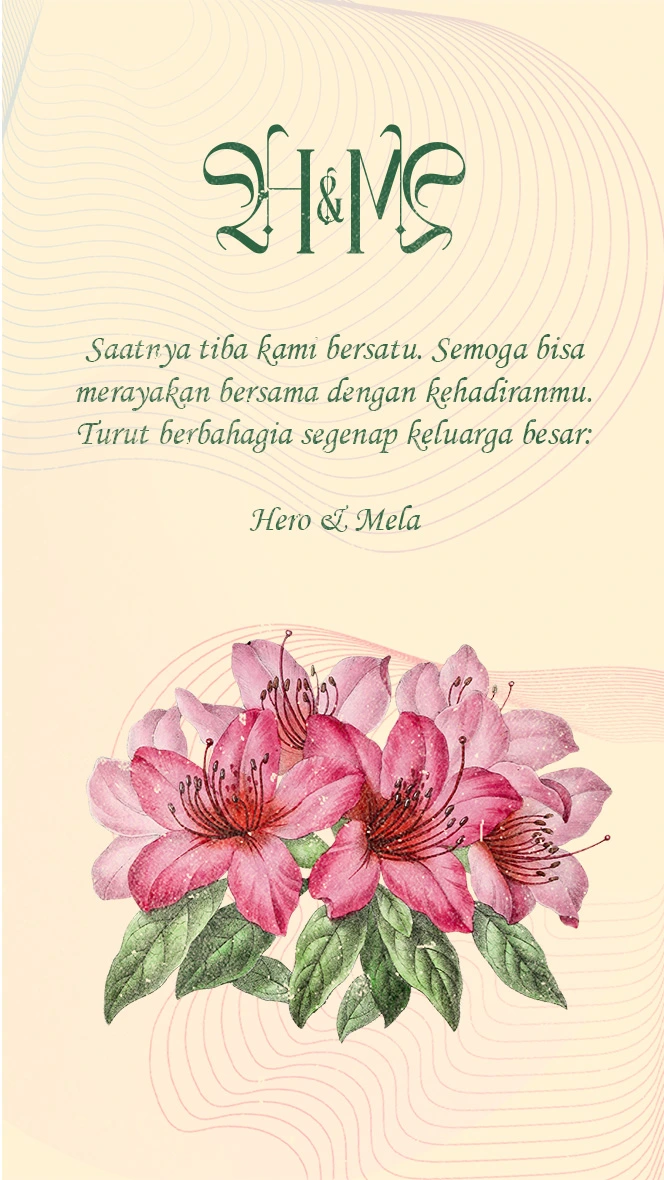 H&M
Saatnya tiba kami bersatu. Semoga bisa
merayakan bersama dengan kehadiranmu.
Turut berbahagia segenap keluarga besar:
Hero & Mela